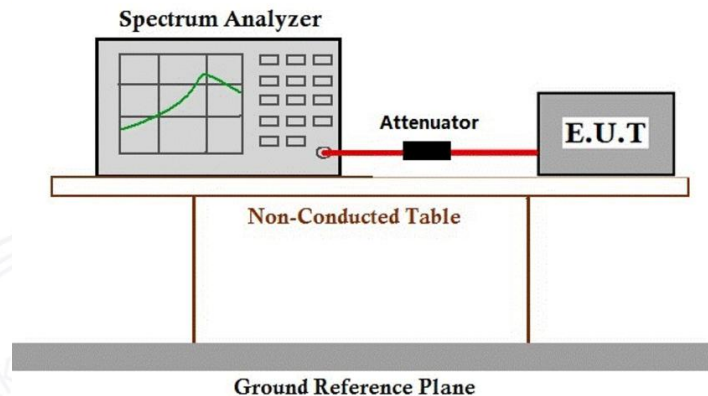 Spectrum Analyzer
Attenuator
E.U.T
Non-Conducted Table
Ground Reference Plane